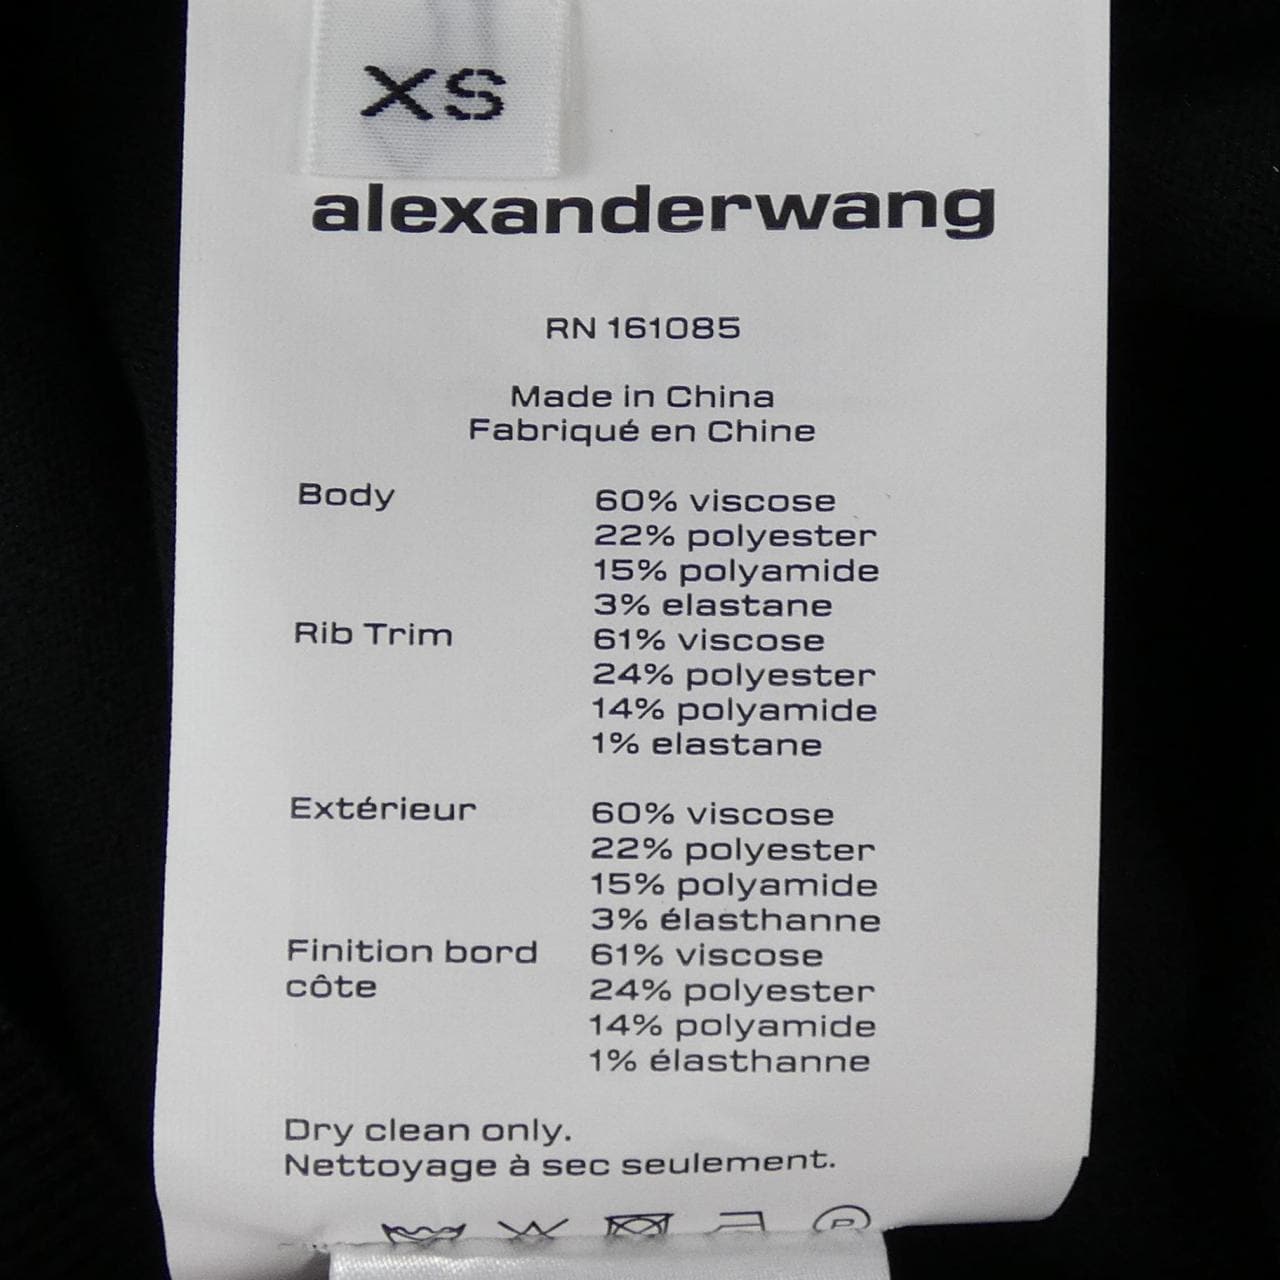 XS
alexanderwang
RN 161085
Made in China
Fabriqué en Chine
Body 60% viscose
22% polyester
15% polyamide
3% elastane
Rib Trim 61% viscose
24% polyester
14% polyamide
1% elastane
Extérieur 60% viscose
22% polyester
15% polyamide
3% élasthanne
Finition bord 61% viscose
côte 24% polyester
14% polyamide
1% élasthanne
Dry clean only.
Nettoyage à sec seulement.
P